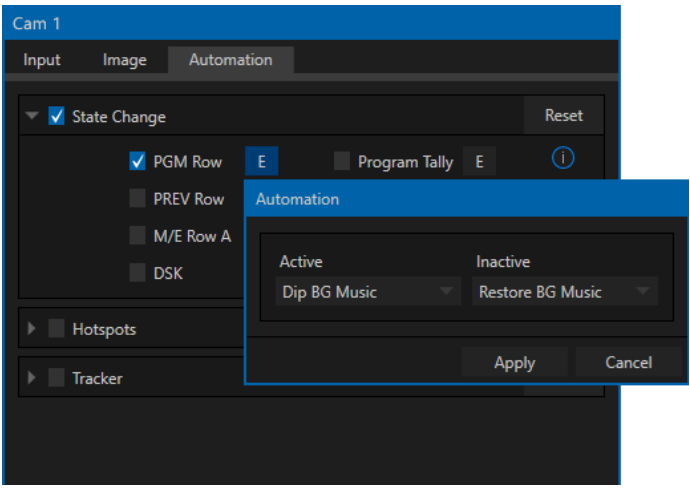 Cam 1
Input Image Automation
State Change Reset
PGM Row E Program Tally E i
PREV Row
M/E Row A
DSK
Hotspots
Tracker
Automation
Active Inactive
Dip BG Music Restore BG Music
Apply Cancel